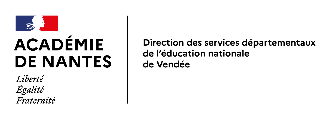 ACADÉMIE
DE NANTES
Liberté
Égalité
Fraternité
Direction des services départementaux
de l'éducation nationale
de Vendée